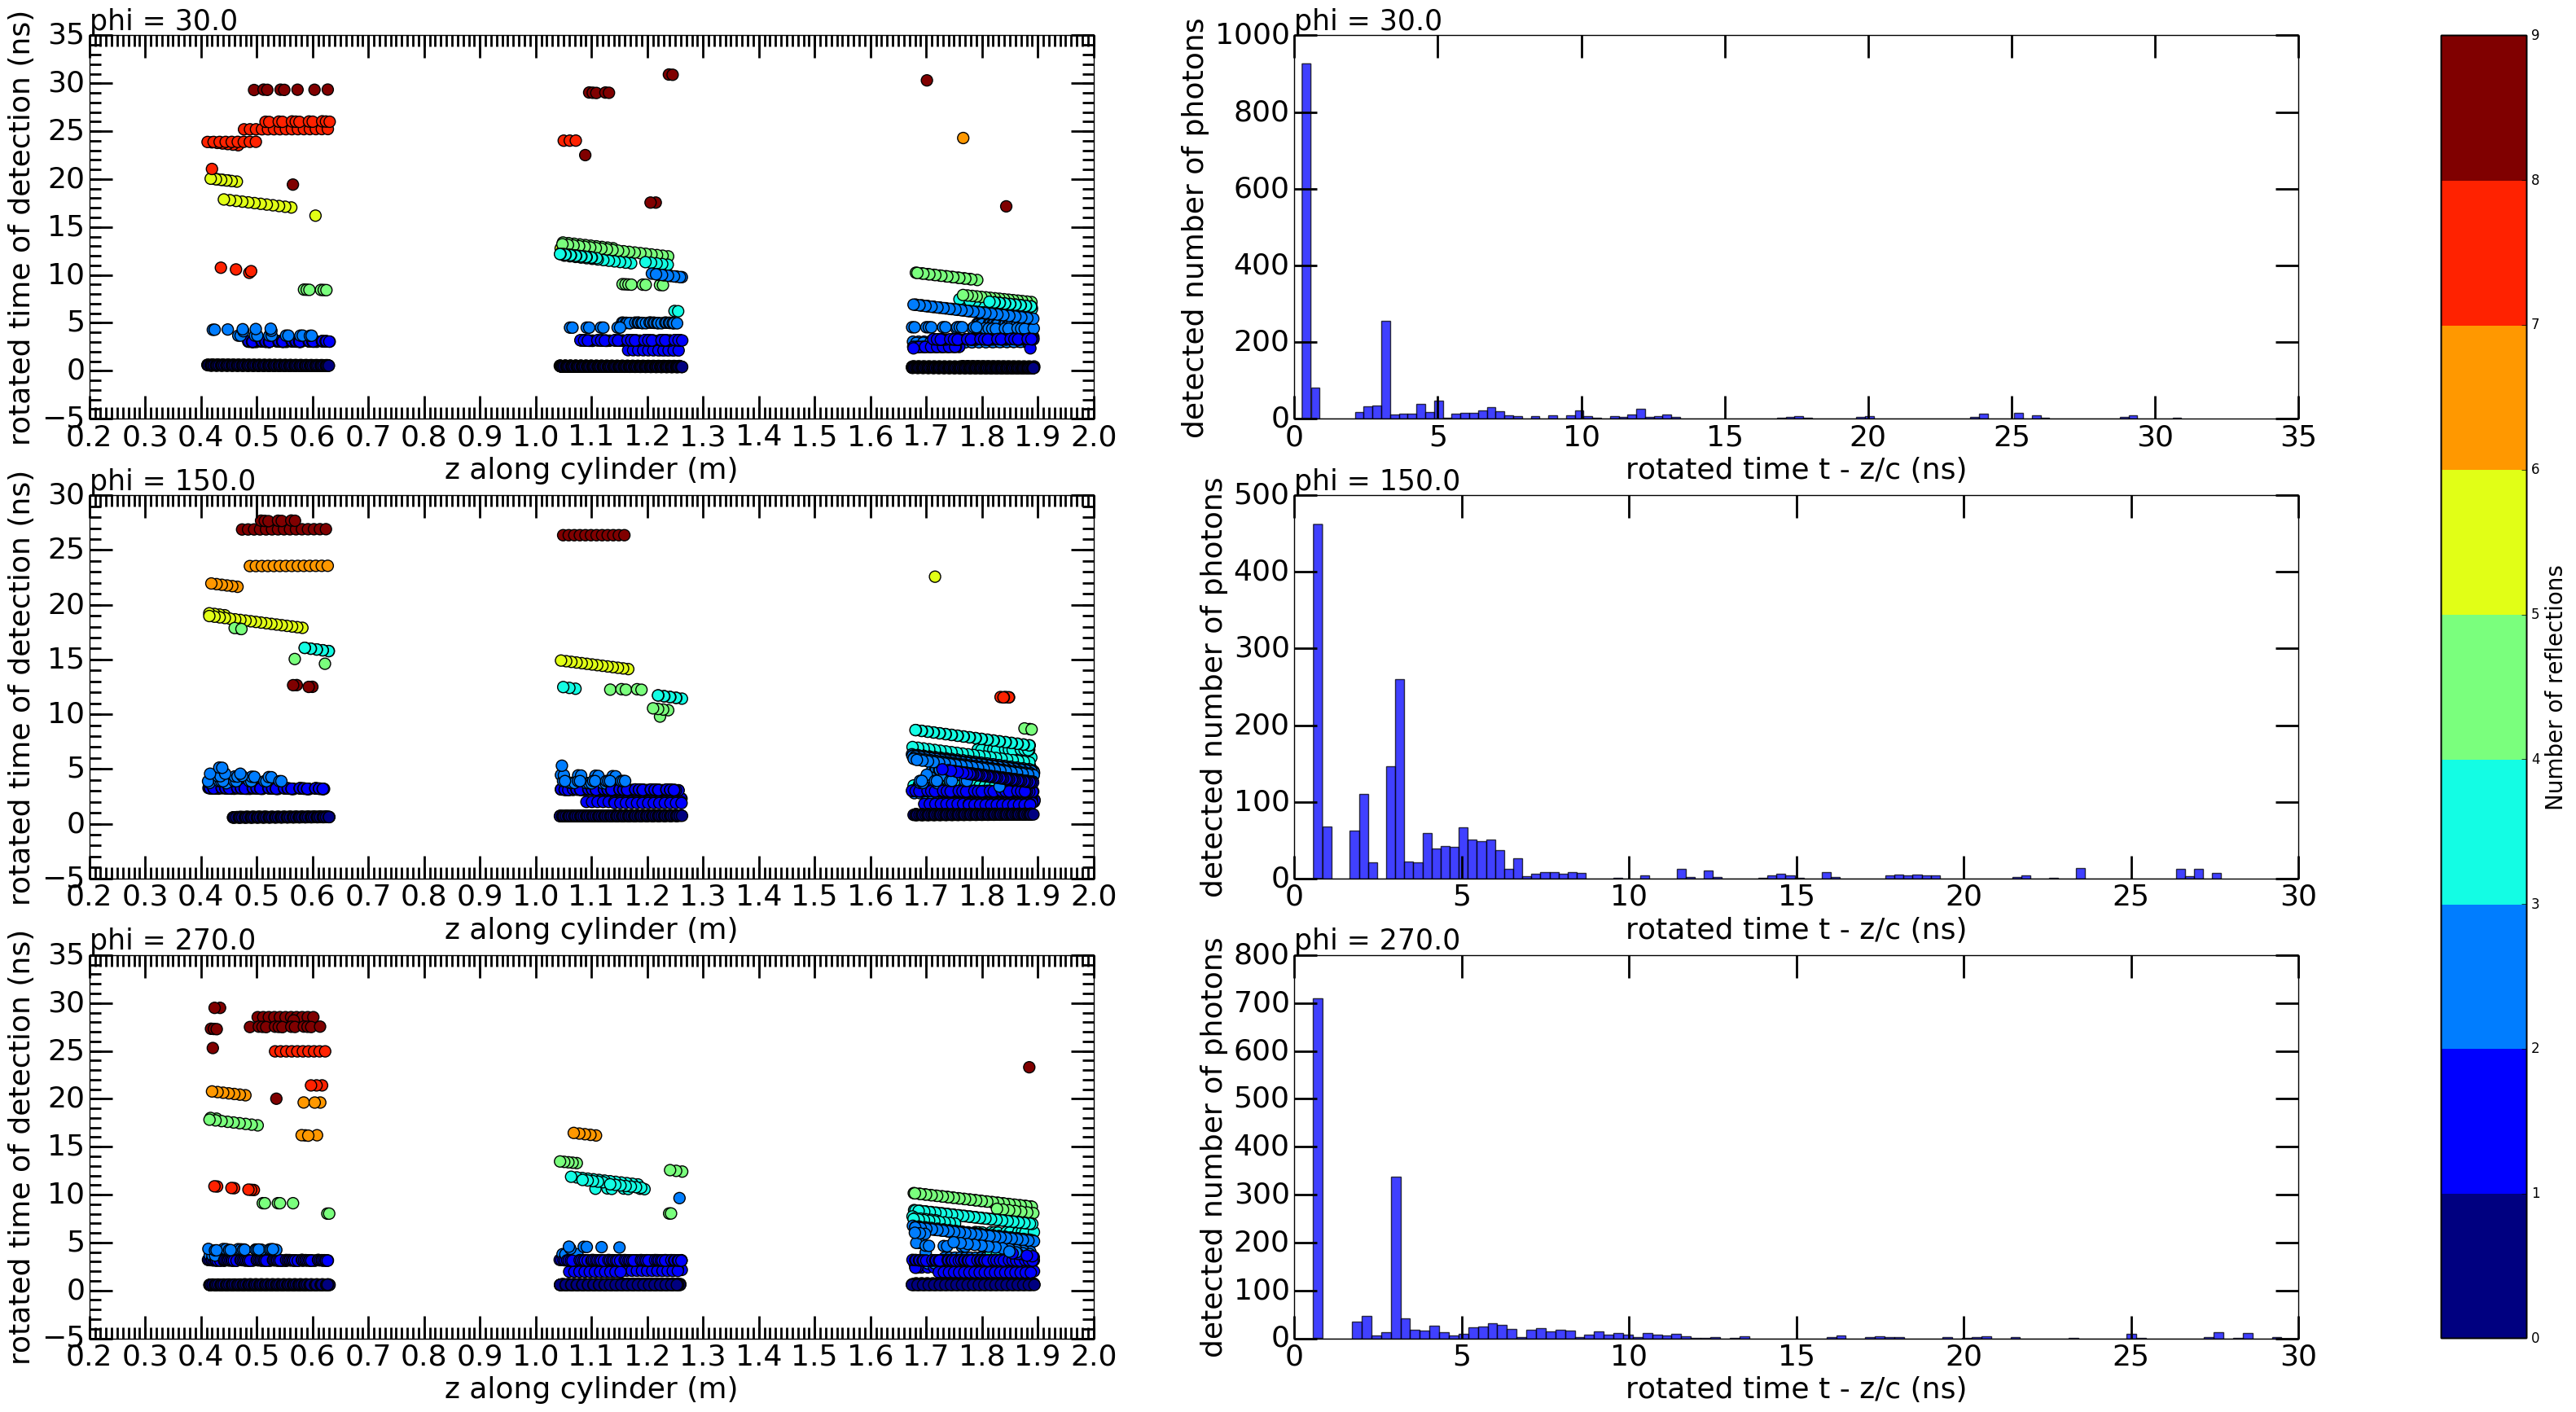 phi = 30.0
rotated time of detection (ns)
35
30
25
20
15
10
5
0
−5
0.2 0.3 0.4 0.5 0.6 0.7 0.8 0.9 1.0 1.1 1.2 1.3 1.4 1.5 1.6 1.7 1.8 1.9 2.0
z along cylinder (m)
phi = 30.0
detected number of photons
1000
800
600
400
200
0
0 5 10 15 20 25 30 35
rotated time t - z/c (ns)
phi = 150.0
rotated time of detection (ns)
30
25
20
15
10
5
0
−5
0.2 0.3 0.4 0.5 0.6 0.7 0.8 0.9 1.0 1.1 1.2 1.3 1.4 1.5 1.6 1.7 1.8 1.9 2.0
z along cylinder (m)
phi = 150.0
detected number of photons
500
400
300
200
100
0
0 5 10 15 20 25 30
rotated time t - z/c (ns)
phi = 270.0
rotated time of detection (ns)
35
30
25
20
15
10
5
0
−5
0.2 0.3 0.4 0.5 0.6 0.7 0.8 0.9 1.0 1.1 1.2 1.3 1.4 1.5 1.6 1.7 1.8 1.9 2.0
z along cylinder (m)
phi = 270.0
detected number of photons
800
700
600
500
400
300
200
100
0
0 5 10 15 20 25 30
rotated time t - z/c (ns)
9
8
7
6
5
4
3
2
1
0
Number of reflections